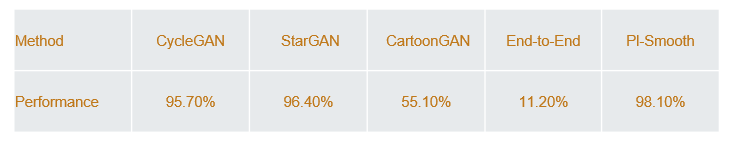 Method CycleGAN StarGAN CartoonGAN End-to-End PI-Smooth
Performance 95.70% 96.40% 55.10% 11.20% 98.10%